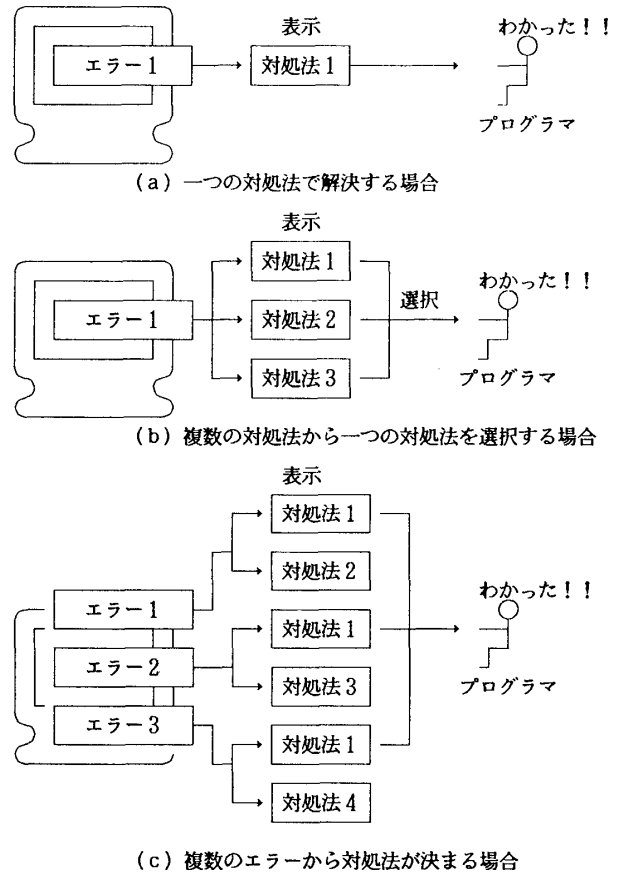 表示
わかった！！
エラー1
対処法1
プログラマ
(a) 一つの対処法で解決する場合
表示
対処法1
わかった！！
エラー1
対処法2
選択
対処法3
プログラマ
(b) 複数の対処法から一つの対処法を選択する場合
表示
対処法1
対処法2
わかった！！
エラー1
対処法1
エラー2
対処法3
プログラマ
エラー3
対処法1
対処法4
(c) 複数のエラーから対処法が決まる場合